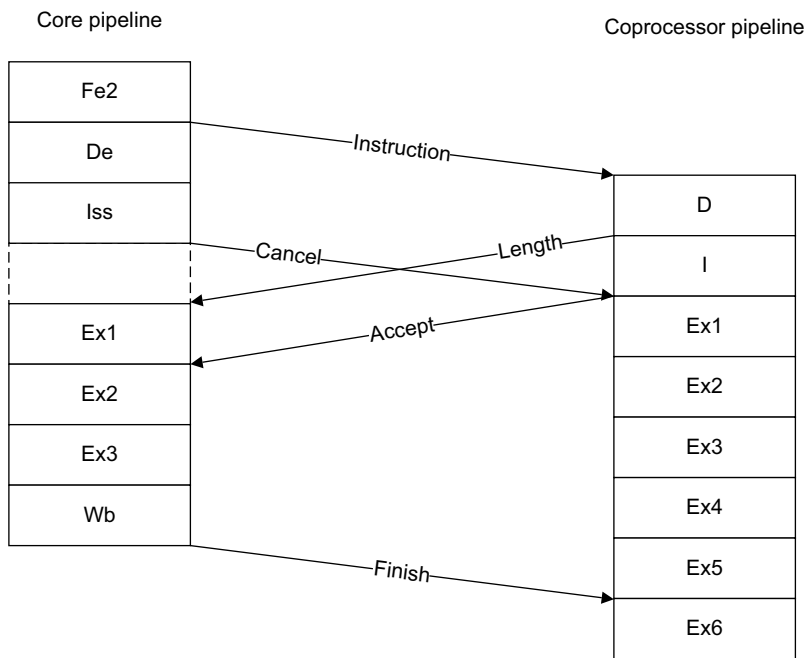 Core pipeline
Coprocessor pipeline
Fe2
De
Iss
Ex1
Ex2
Ex3
Wb
Instruction
Cancel
Length
Accept
Finish
D
I
Ex1
Ex2
Ex3
Ex4
Ex5
Ex6